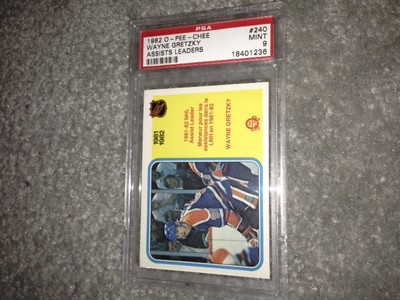 PSA
1982 O - PEE - CHEE
WAYNE GRETZKY
ASSISTS LEADERS
#240
MINT
9
18401236
1981
1982
1981-82 NHL
Assist Leader
Meneur pour les
assistances dans la
LNH en 1981-82
WAYNE GRETZKY